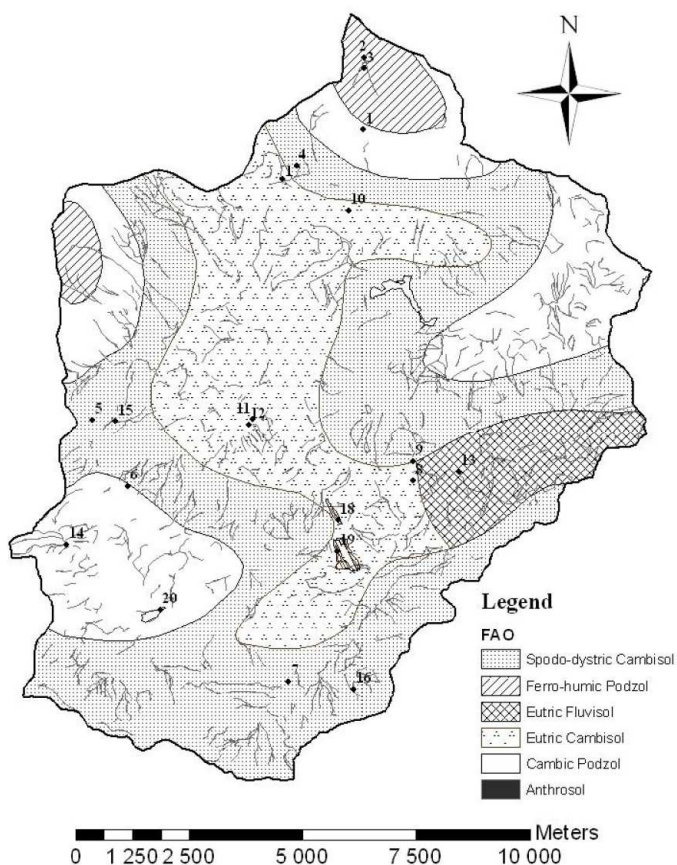 N
2
3
1
4
1
10
5
15
11
12
9
8
13
6
18
14
19
20
7
16
Legend
FAO
Spodo-dystric Cambisol
Ferro-humic Podzol
Eutric Fluvisol
Eutric Cambisol
Cambic Podzol
Anthrosol
Meters
0 1 250 2 500 5 000 7 500 10 000